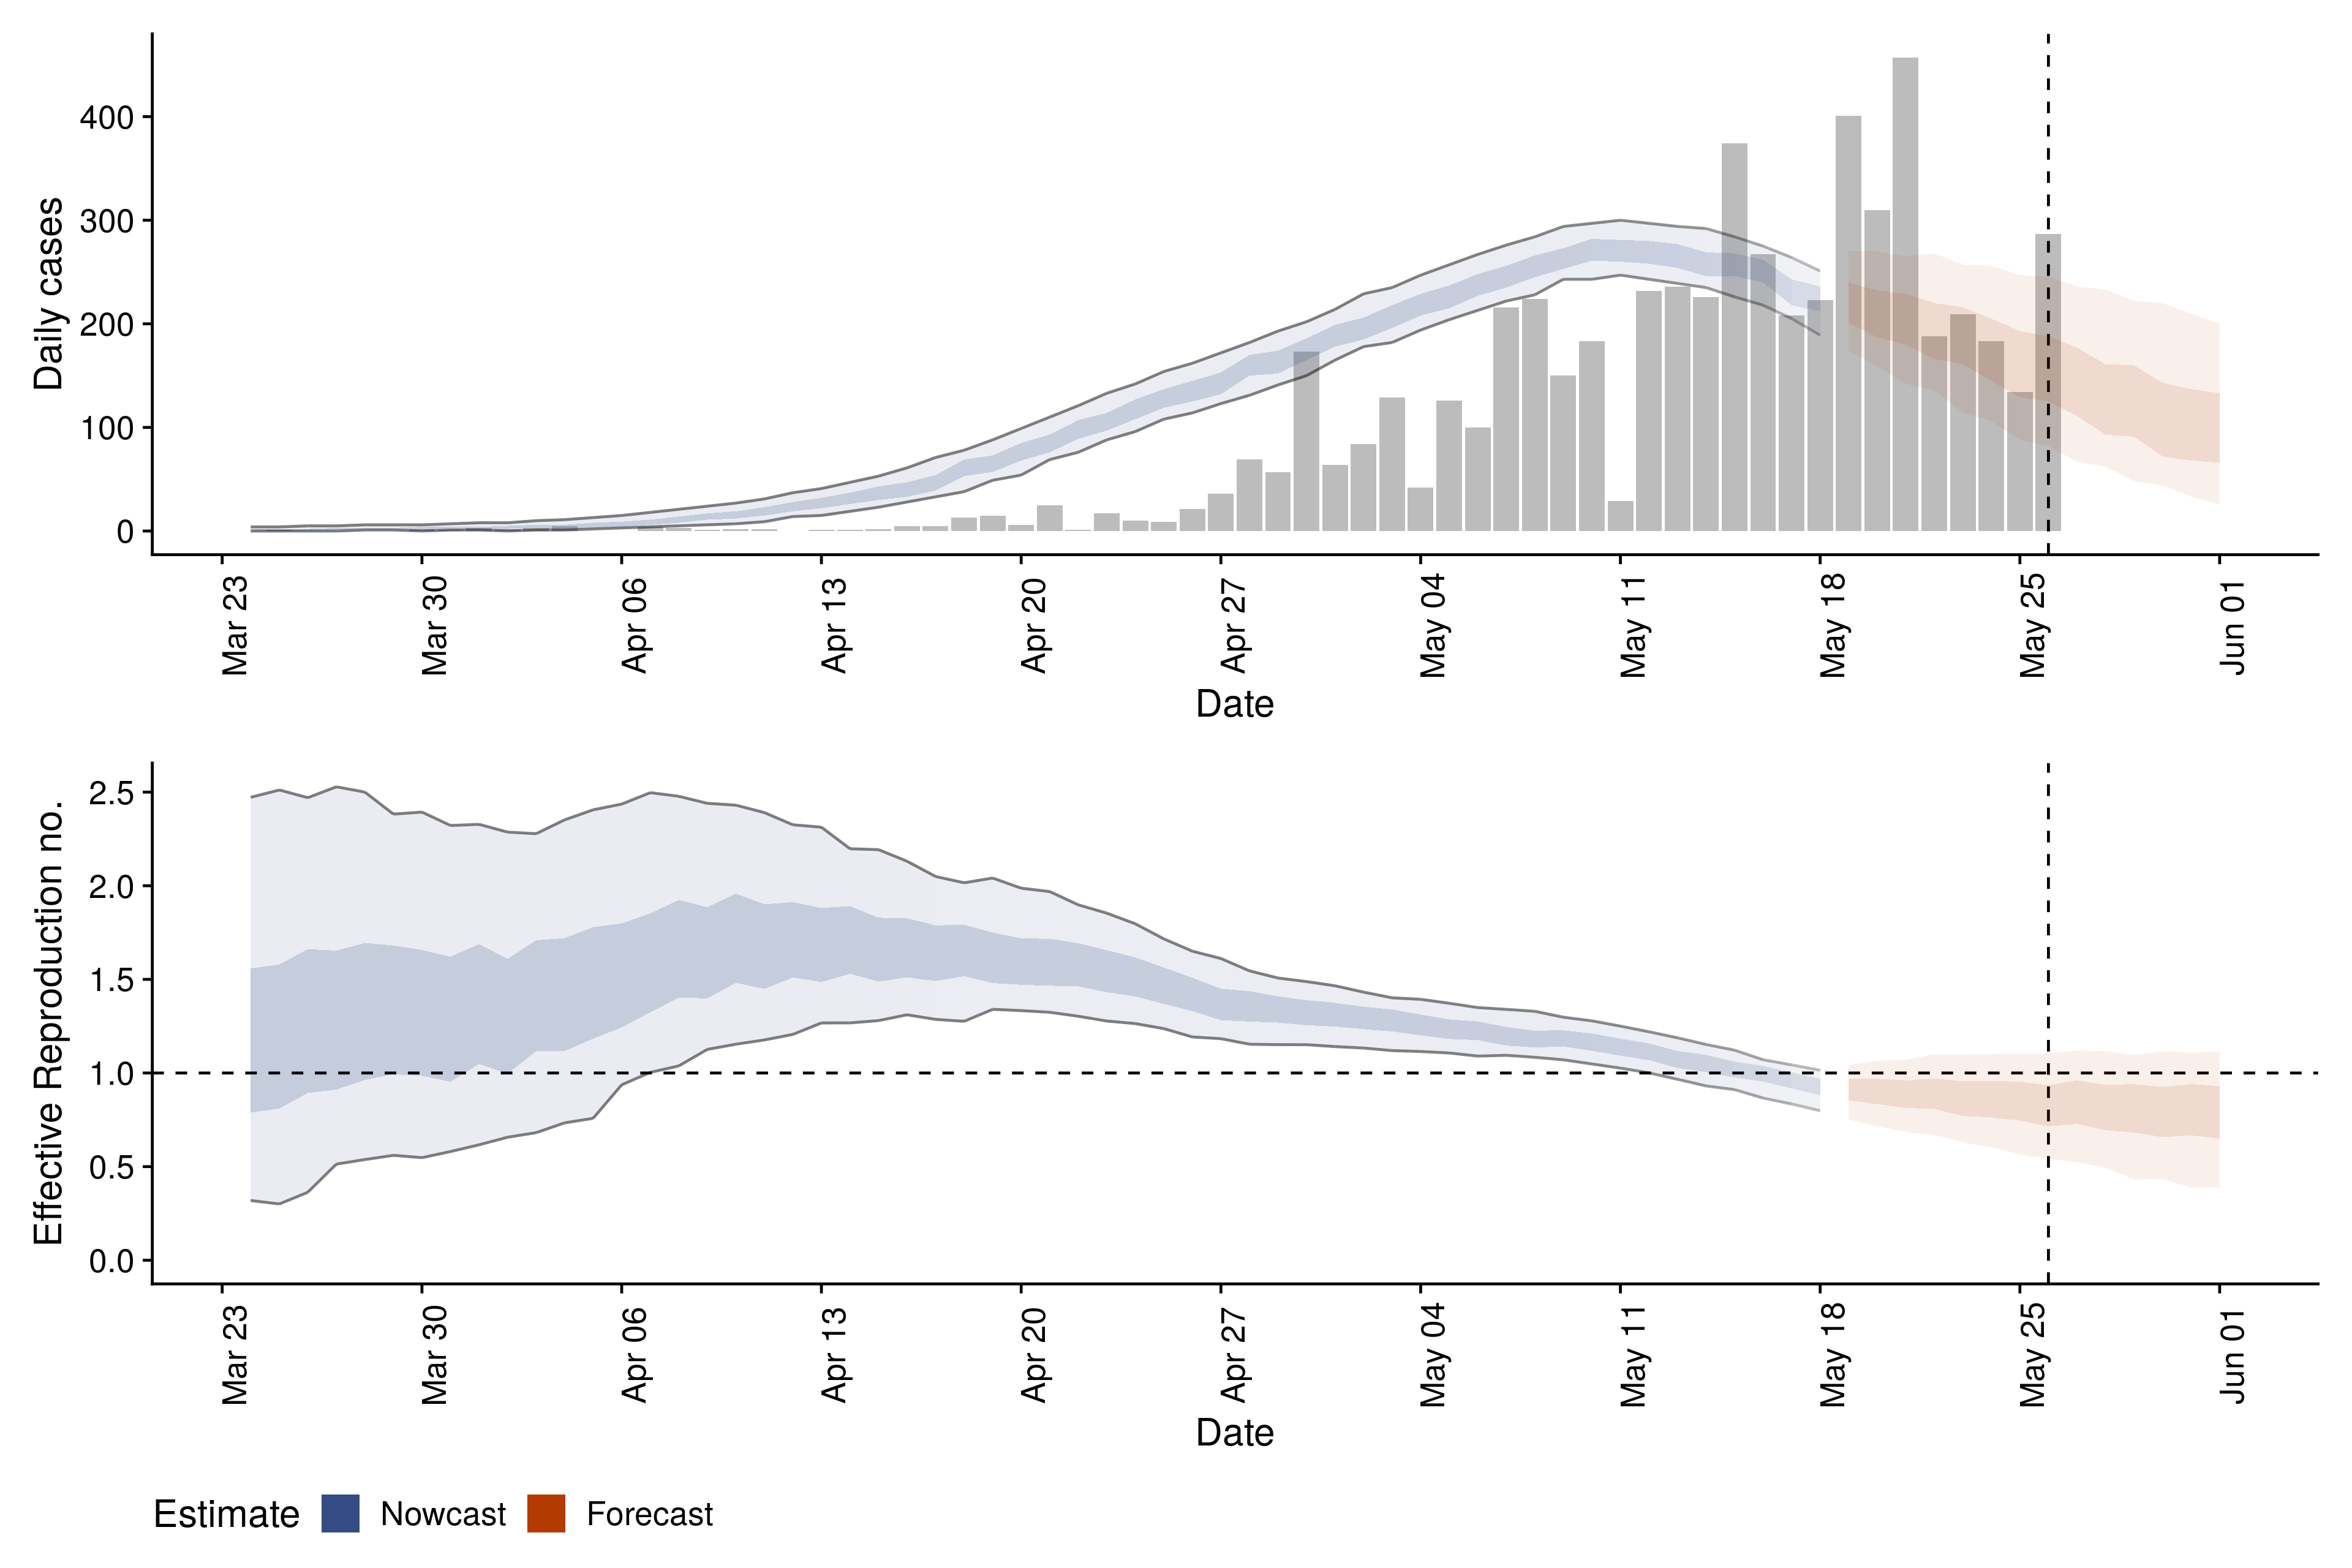 Daily cases
400
300
200
100
0
Mar 23
Mar 30
Apr 06
Apr 13
Apr 20
Apr 27
May 04
May 11
May 18
May 25
Jun 01
Date
Effective Reproduction no.
2.5
2.0
1.5
1.0
0.5
0.0
Mar 23
Mar 30
Apr 06
Apr 13
Apr 20
Apr 27
May 04
May 11
May 18
May 25
Jun 01
Date
Estimate Nowcast Forecast